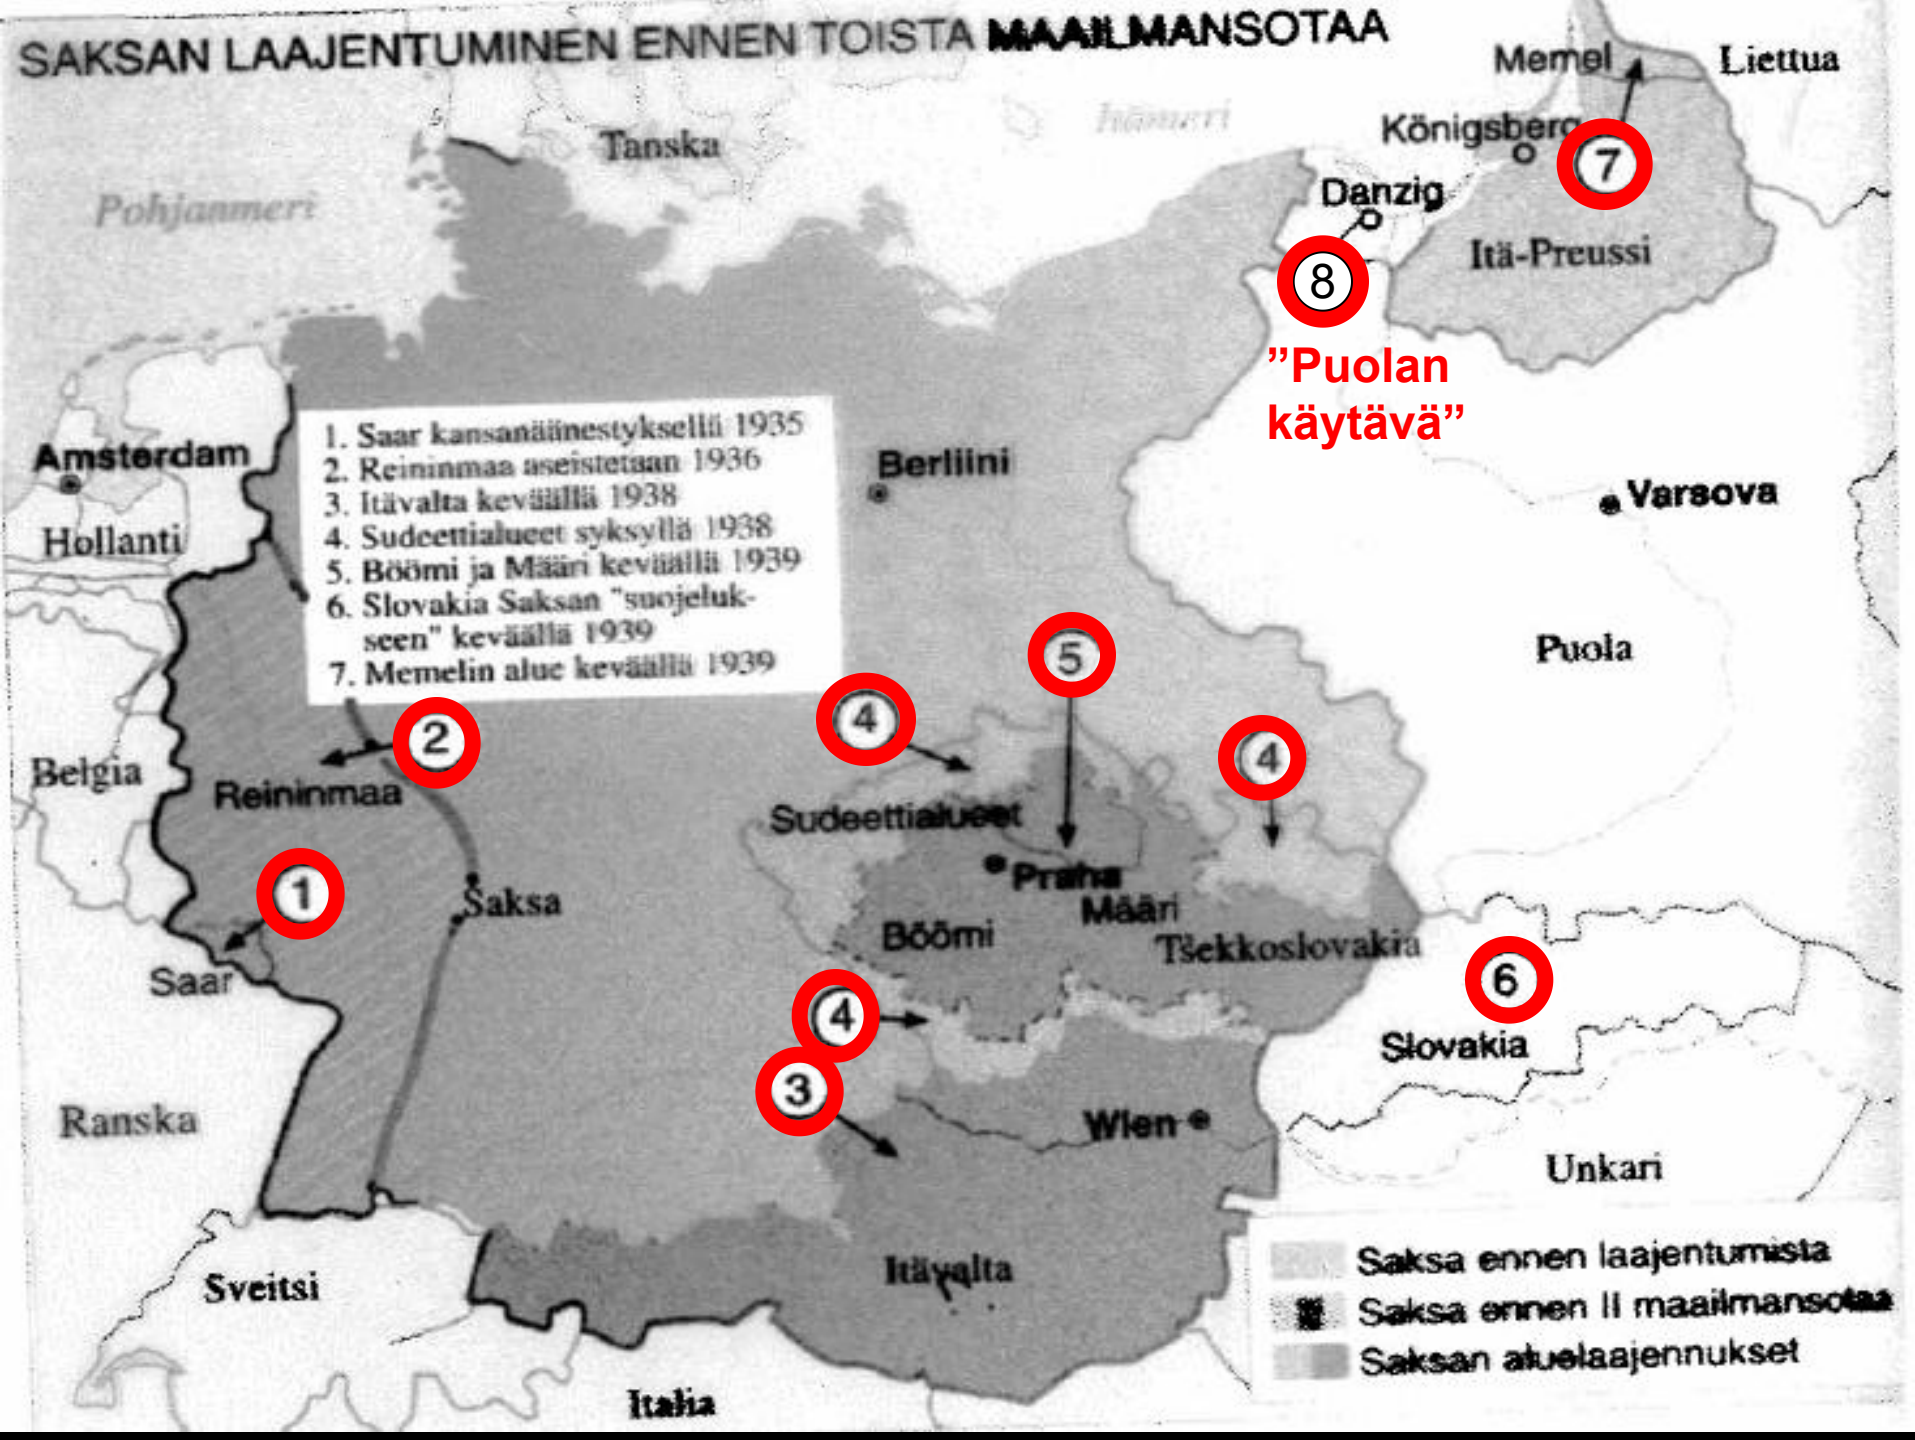 SAKSAN LAAJENTUMINEN ENNEN TOISTA MAAILMANSOTAA
Memel
Liettua
Itämeri
Königsberg
Tanska
7
Danzig
Pohjanmeri
Itä-Preussi
8
"Puolan
käytävä"
1. Saar kansanäänestyksellä 1935
2. Reininmaa aseistetaan 1936
3. Itävalta keväällä 1938
4. Sudeettialueet syksyllä 1938
5. Böömi ja Määri keväällä 1939
6. Slovakia Saksan "suojeluk-
seen" keväällä 1939
7. Memelin alue keväällä 1939
Amsterdam
Berliini
Varsova
Hollanti
Puola
5
4
2
4
Belgia
Reininmaa
Sudeettialueet
1
Praha
Saksa
Määri
Böömi
Tšekkoslovakia
Saar
6
4
Slovakia
3
Ranska
Wien
Unkari
Itävalta
Sveitsi
Italia
Saksa ennen laajentumista
Saksa ennen II maailmansotaa
Saksan aluelaajennukset